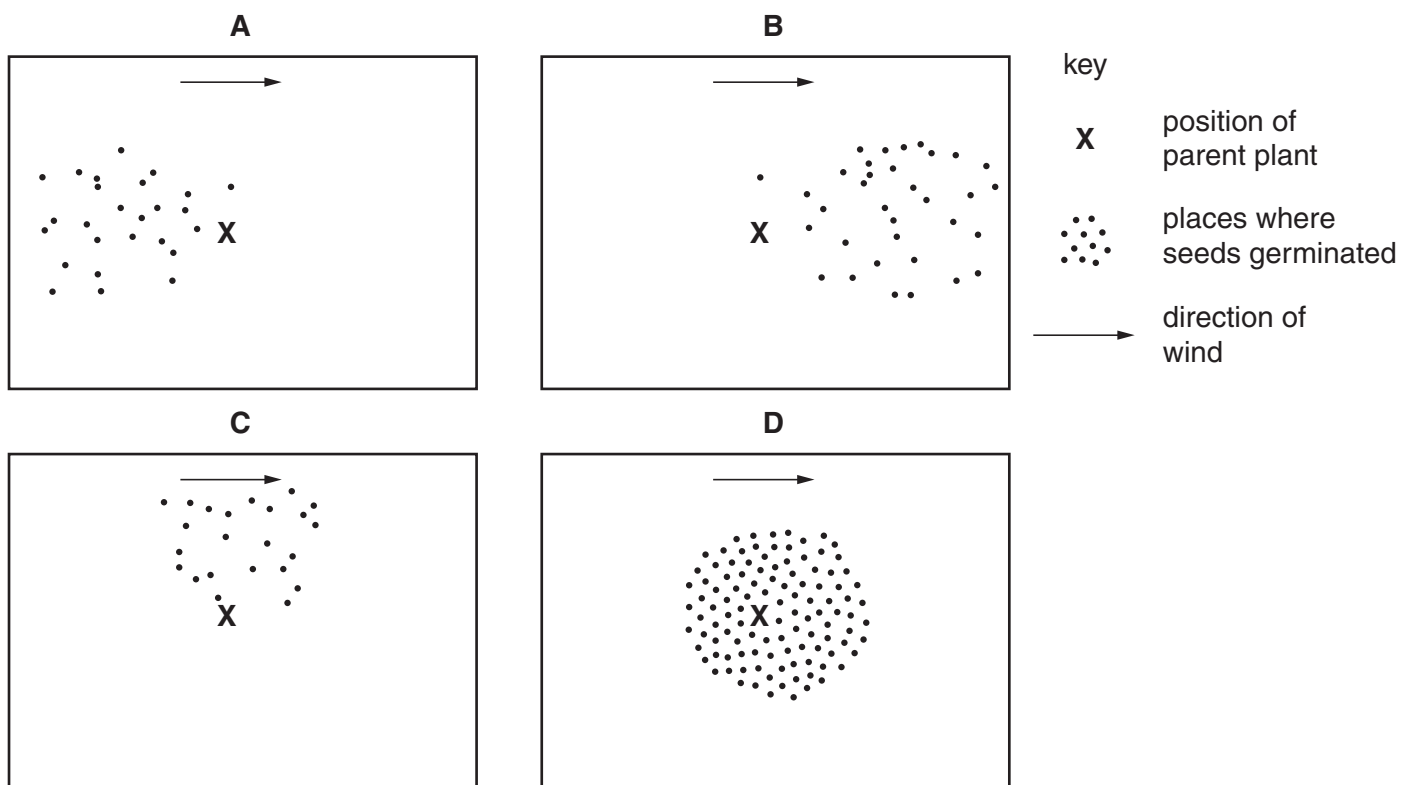 A
B
key
X
position of
parent plant
X
X
places where
seeds germinated
direction of
wind
C
D
X
X